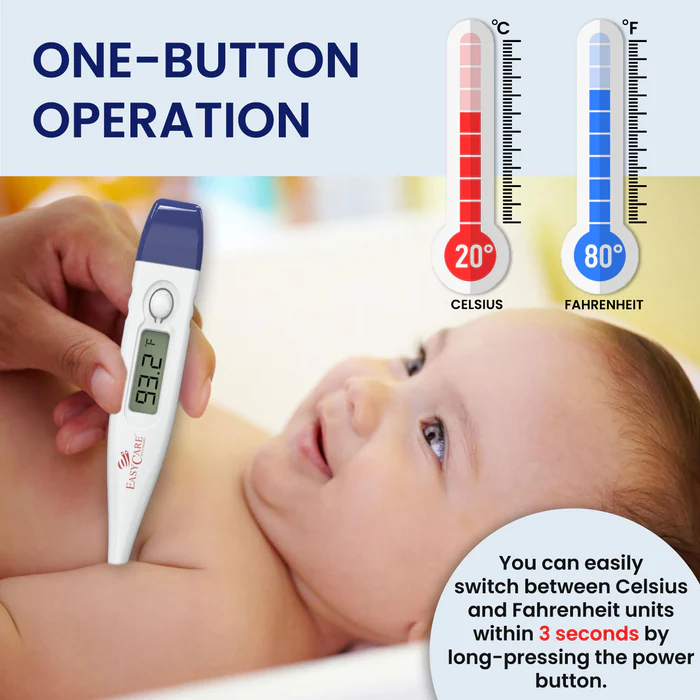 ONE-BUTTON
OPERATION
°C
°F
20°
80°
CELSIUS
FAHRENHEIT
93.2 °F
EASYCARE
You can easily
switch between Celsius
and Fahrenheit units
within 3 seconds by
long-pressing the power
button.